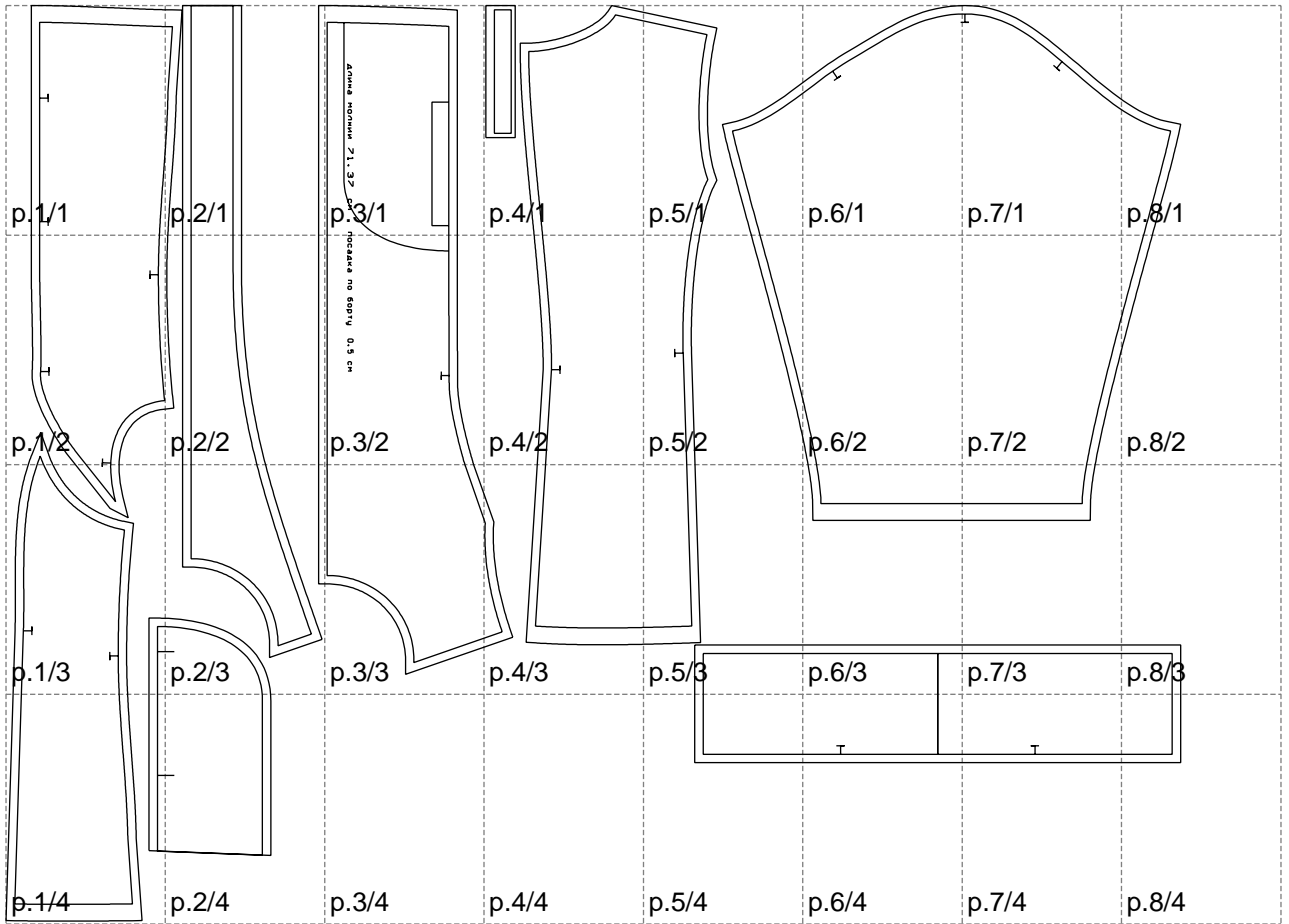 длина молнии 71.37 см посадка по борту 0.5 см
p.1/1 p.2/1 p.3/1 p.4/1 p.5/1 p.6/1 p.7/1 p.8/1
p.1/2 p.2/2 p.3/2 p.4/2 p.5/2 p.6/2 p.7/2 p.8/2
p.1/3 p.2/3 p.3/3 p.4/3 p.5/3 p.6/3 p.7/3 p.8/3
p.1/4 p.2/4 p.3/4 p.4/4 p.5/4 p.6/4 p.7/4 p.8/4